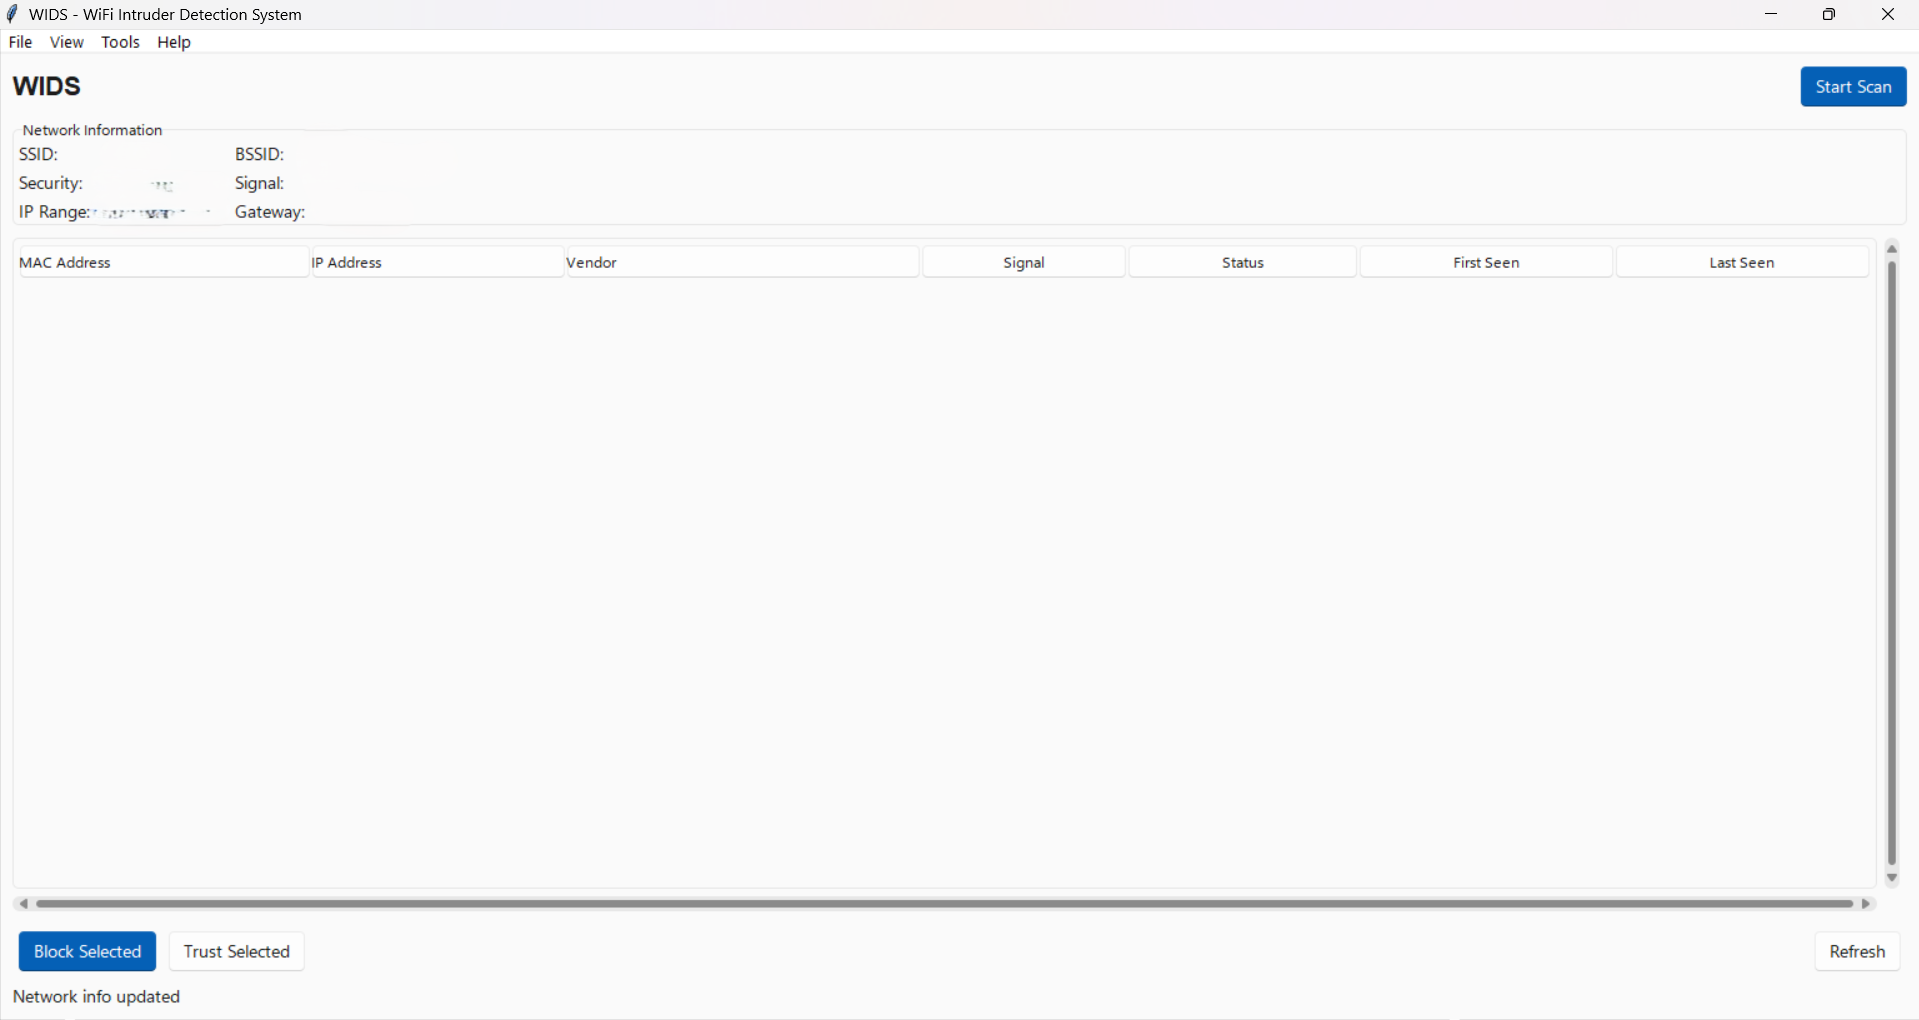 WIDS - WiFi Intruder Detection System
File View Tools Help
WIDS
Start Scan
Network Information
SSID: BSSID:
Security: Signal:
IP Range: Gateway:
MAC Address IP Address Vendor Signal Status First Seen Last Seen
Block Selected Trust Selected Refresh
Network info updated